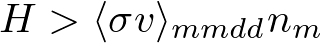 H > ⟨σv⟩_{mmdd} n_m